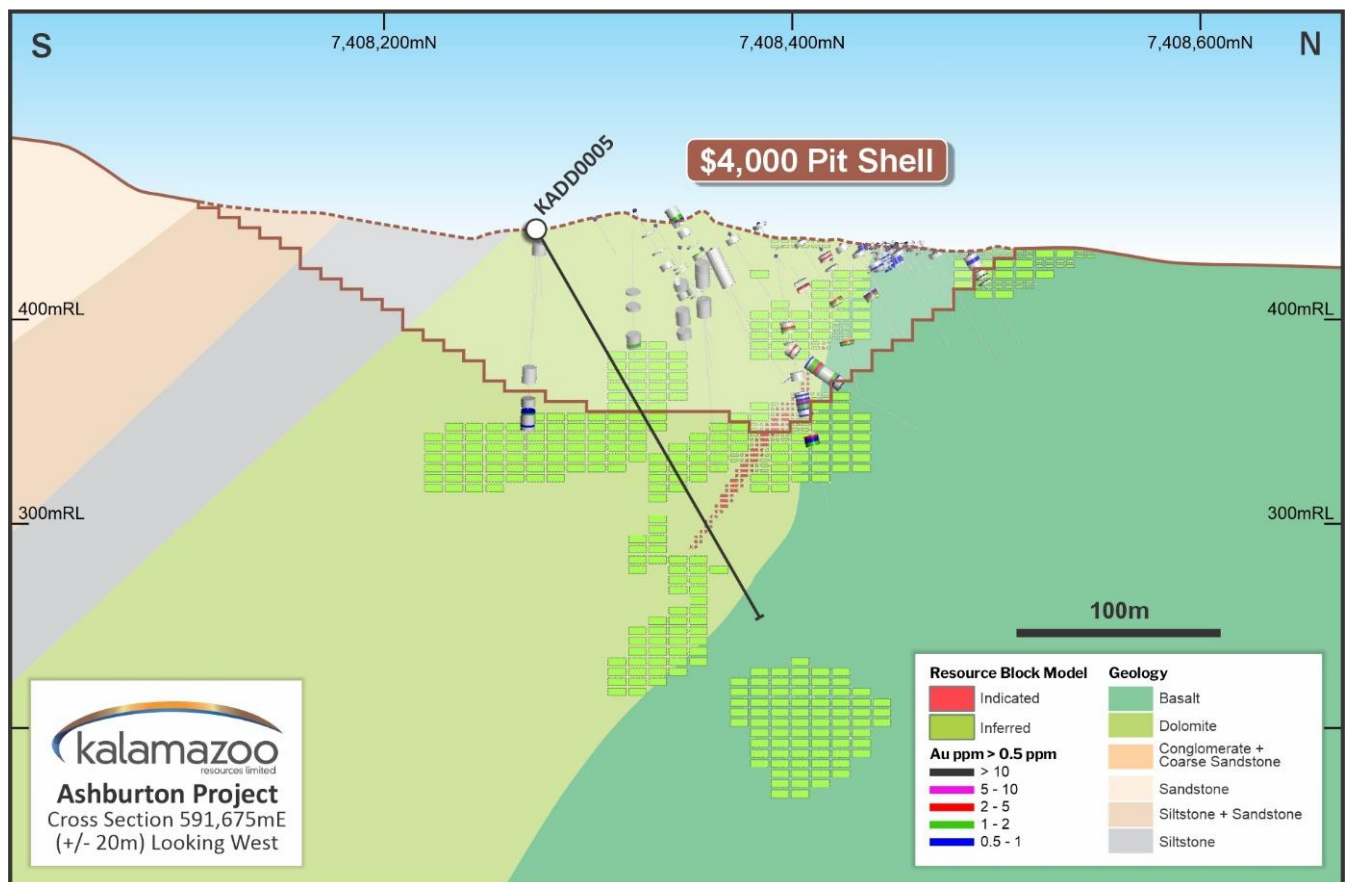 S
7,408,200mN
7,408,400mN
7,408,600mN
N
KADD0005
$4,000 Pit Shell
400mRL
400mRL
300mRL
300mRL
100m
kalamazoo
resources limited
Ashburton Project
Cross Section 591,675mE
(+/- 20m) Looking West
Resource Block Model
Indicated
Inferred
Au ppm > 0.5 ppm
> 10
5 - 10
2 - 5
1 - 2
0.5 - 1
Geology
Basalt
Dolomite
Conglomerate +
Coarse Sandstone
Sandstone
Siltstone + Sandstone
Siltstone